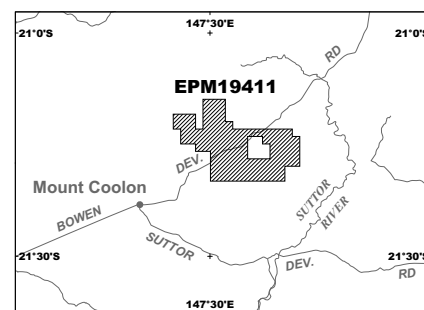 147°30'E
21°0'S
21°0'S
RD
EPM19411
DEV.
Mount Coolon
SUTTOR
RIVER
BOWEN
SUTTOR
DEV.
RD
21°30'S
21°30'S
147°30'E